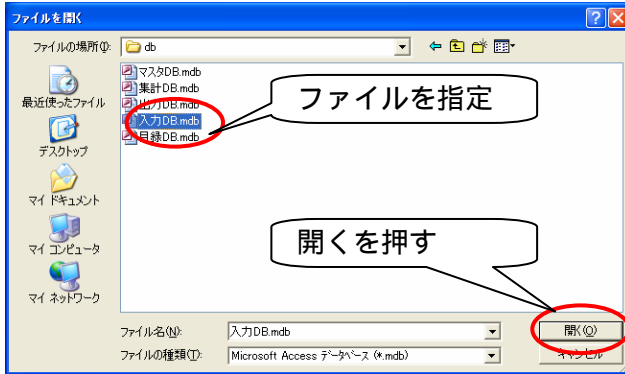 ファイルを開く
ファイルの場所(I):
db
最近使ったファイル
デスクトップ
マイ ドキュメント
マイ コンピュータ
マイ ネットワーク
マスタDB.mdb
集計DB.mdb
出力DB.mdb
入力DB.mdb
目録DB.mdb
ファイルを指定
開くを押す
ファイル名(N):
入力DB.mdb
開く(O)
ファイルの種類(T):
Microsoft Access データベース (*.mdb)
キャンセル